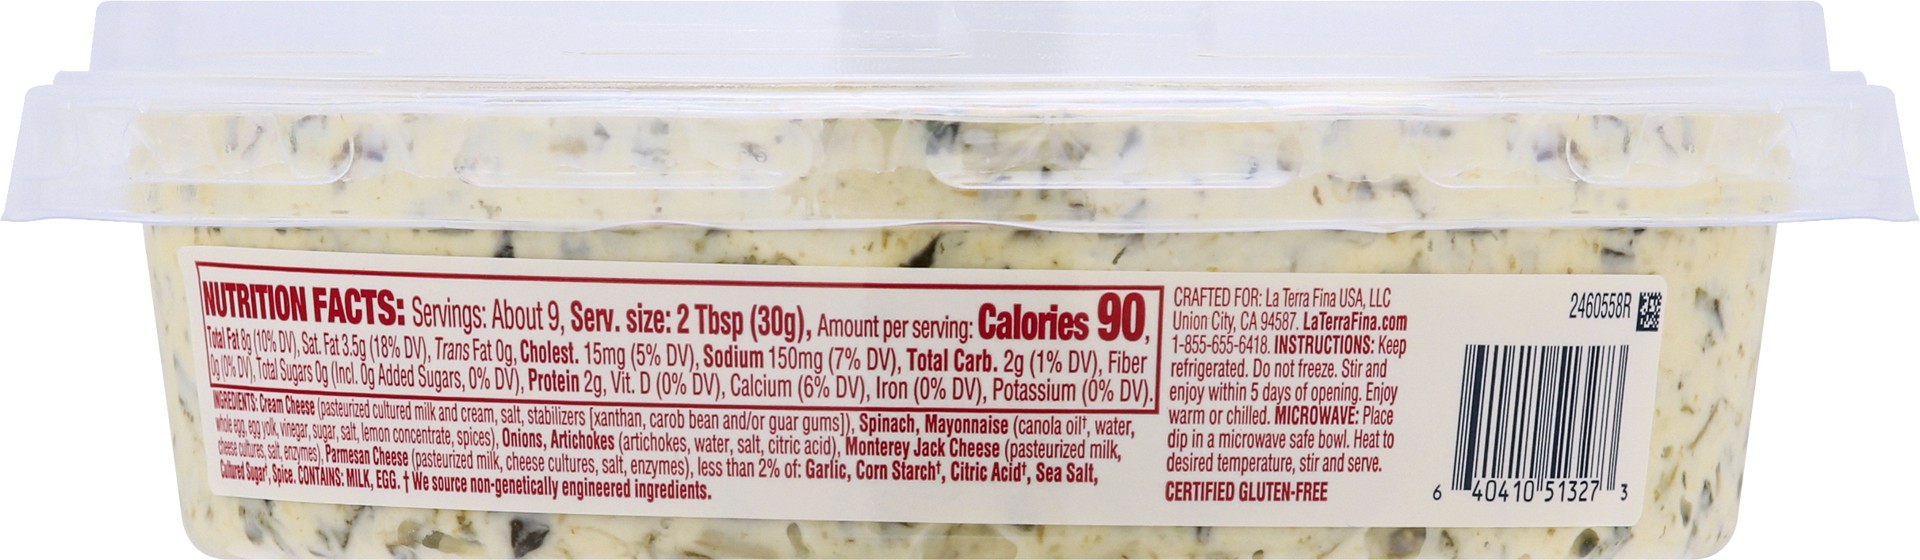 NUTRITION FACTS: Servings: About 9, Serv. size: 2 Tbsp (30g), Amount per serving: Calories 90,
Total Fat 8g (10% DV), Sat. Fat 3.5g (18% DV), Trans Fat 0g, Cholest. 15mg (5% DV), Sodium 150mg (7% DV), Total Carb. 2g (1% DV), Fiber
0g (0% DV), Total Sugars 0g (Incl. 0g Added Sugars, 0% DV), Protein 2g, Vit. D (0% DV), Calcium (6% DV), Iron (0% DV), Potassium (0% DV).
INGREDIENTS: Cream Cheese (pasteurized cultured milk and cream, salt, stabilizers [xanthan, carob bean and/or guar gums]), Spinach, Mayonnaise (canola oil†, water,
whole egg, egg yolk, vinegar, sugar, salt, lemon concentrate, spices), Onions, Artichokes (artichokes, water, salt, citric acid), Monterey Jack Cheese (pasteurized milk,
cheese cultures, salt, enzymes), Parmesan Cheese (pasteurized milk, cheese cultures, salt, enzymes), less than 2% of: Garlic, Corn Starch†, Citric Acid†, Sea Salt,
Cultured Sugar†, Spice. CONTAINS: MILK, EGG. † We source non-genetically engineered ingredients.
CRAFTED FOR: La Terra Fina USA, LLC
Union City, CA 94587. LaTerraFina.com
1-855-655-6418. INSTRUCTIONS: Keep
refrigerated. Do not freeze. Stir and
enjoy within 5 days of opening. Enjoy
warm or chilled. MICROWAVE: Place
dip in a microwave safe bowl. Heat to
desired temperature, stir and serve.
CERTIFIED GLUTEN-FREE
2460558R
6 40410 51327 3